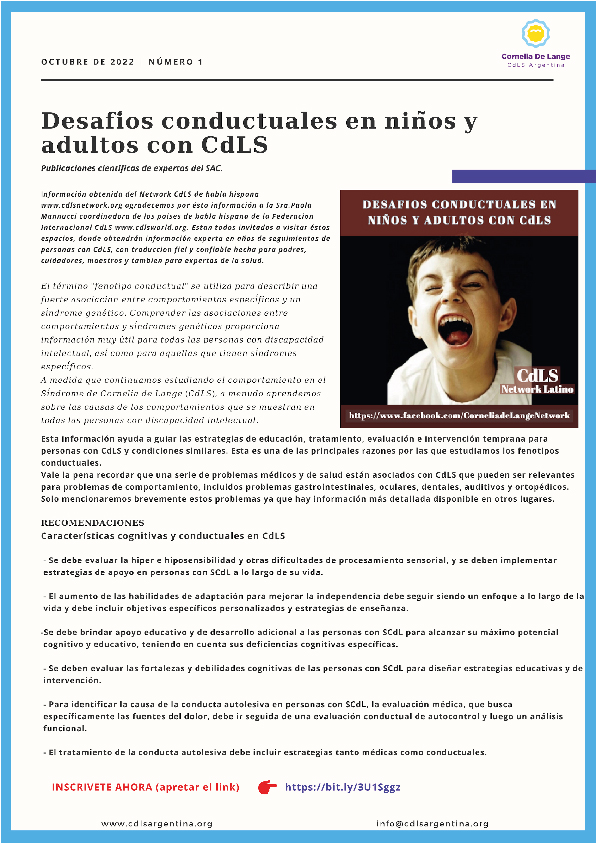 OCTUBRE DE 2022 NÚMERO 1
Cornelia De Lange
CdLS Argentina
Desafíos conductuales en niños y
adultos con CdLS
Publicaciones científicas de expertos del SAC.
Información obtenida del Network CdLS de habla hispana
www.cdlsnetwork.org agradecemos por ésta información a la Sra.Paola
Mannucci coordinadora de los países de habla hispana de la Federacion
Internacional CdLS www.cdlsworld.org. Estan todos invitados a visitar éstos
espacios, donde obtendrán información experta en años de seguimientos de
personas con CdLS, con traduccion fiel y confiable hecha para padres,
cuidadores, maestros y tambien para expertos de la salud.
El término "fenotipo conductual" se utiliza para describir una
fuerte asociación entre comportamientos específicos y un
síndrome genético. Comprender las asociaciones entre
comportamientos y síndromes genéticos proporciona
información muy útil para todas las personas con discapacidad
intelectual, así como para aquellas que tienen síndromes
específicos.
A medida que continuamos estudiando el comportamiento en el
Síndrome de Cornelia de Lange (CdLS), a menudo aprendemos
sobre las causas de los comportamientos que se muestran en
todas las personas con discapacidad intelectual.
DESAFIOS CONDUCTUALES EN
NIÑOS Y ADULTOS CON CdLS
CdLS
Network Latino
https://www.facebook.com/CorneliadeLangeNetwork
Esta información ayuda a guiar las estrategias de educación, tratamiento, evaluación e intervención temprana para
personas con CdLS y condiciones similares. Esta es una de las principales razones por las que estudiamos los fenotipos
conductuales.
Vale la pena recordar que una serie de problemas médicos y de salud están asociados con CdLS que pueden ser relevantes
para problemas de comportamiento, incluidos problemas gastrointestinales, oculares, dentales, auditivos y ortopédicos.
Solo mencionaremos brevemente estos problemas ya que hay información más detallada disponible en otros lugares.
RECOMENDACIONES
Características cognitivas y conductuales en CdLS
- Se debe evaluar la hiper e hiposensibilidad y otras dificultades de procesamiento sensorial, y se deben implementar
estrategias de apoyo en personas con SCdL a lo largo de su vida.
- El aumento de las habilidades de adaptación para mejorar la independencia debe seguir siendo un enfoque a lo largo de la
vida y debe incluir objetivos específicos personalizados y estrategias de enseñanza.
-Se debe brindar apoyo educativo y de desarrollo adicional a las personas con SCdL para alcanzar su máximo potencial
cognitivo y educativo, teniendo en cuenta sus deficiencias cognitivas específicas.
- Se deben evaluar las fortalezas y debilidades cognitivas de las personas con SCdL para diseñar estrategias educativas y de
intervención.
- Para identificar la causa de la conducta autolesiva en personas con SCdL, la evaluación médica, que busca
específicamente las fuentes del dolor, debe ir seguida de una evaluación conductual de autocontrol y luego un análisis
funcional.
- El tratamiento de la conducta autolesiva debe incluir estrategias tanto médicas como conductuales.
INSCRIVETE AHORA (apretar el link) https://bit.ly/3U1Sggz
www.cdlsargentina.org info@cdlsargentina.org